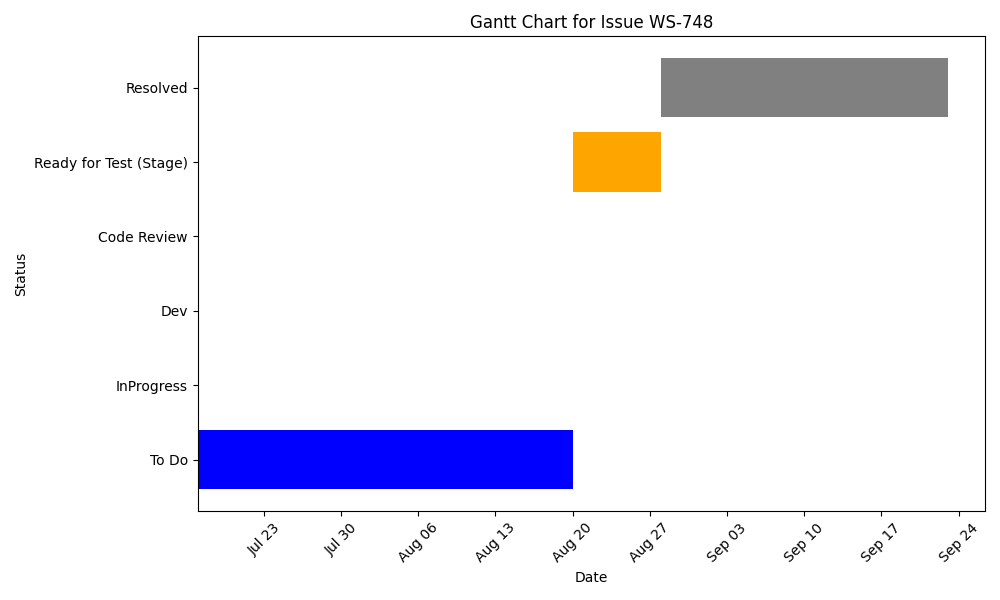 Gantt Chart for Issue WS-748
Status
Resolved
Ready for Test (Stage)
Code Review
Dev
InProgress
To Do
Jul 23
Jul 30
Aug 06
Aug 13
Aug 20
Aug 27
Sep 03
Sep 10
Sep 17
Sep 24
Date